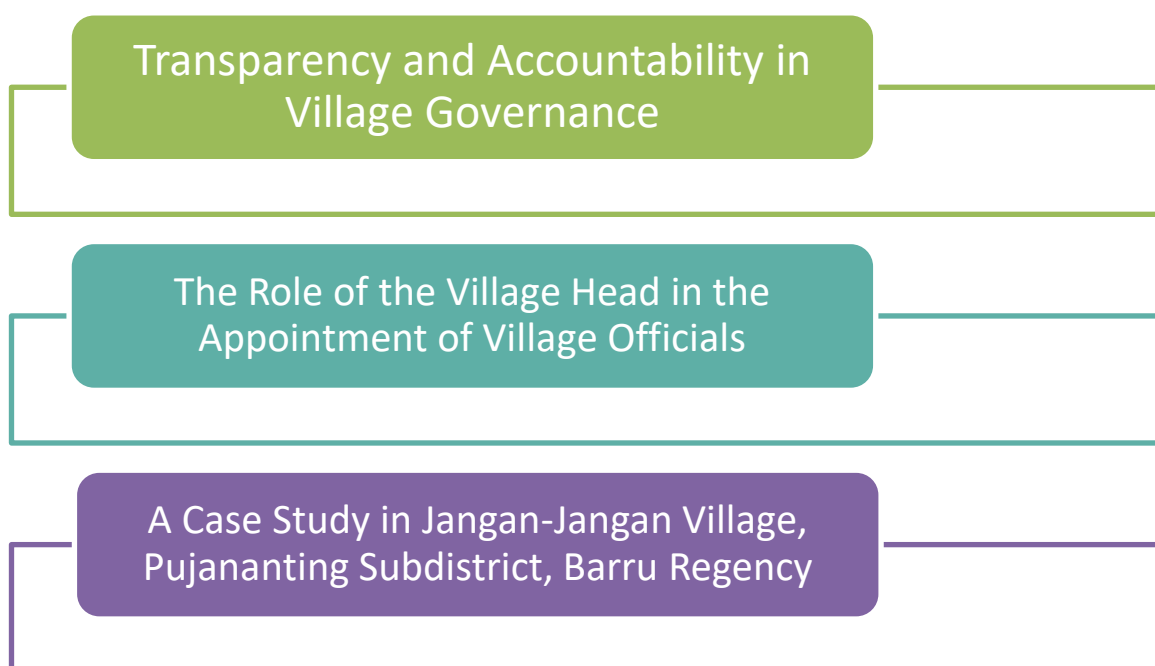 Transparency and Accountability in
Village Governance
The Role of the Village Head in the
Appointment of Village Officials
A Case Study in Jangan-Jangan Village,
Pujananting Subdistrict, Barru Regency